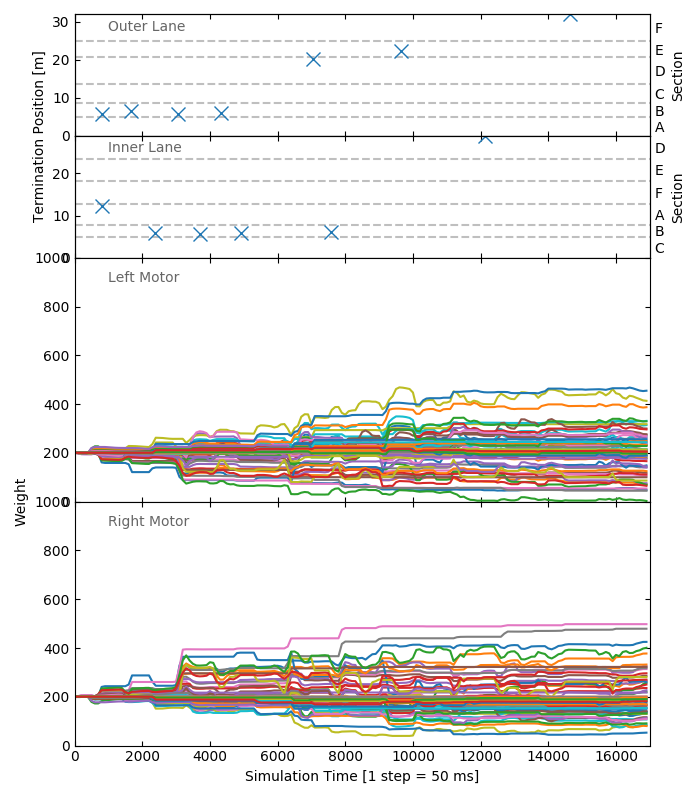 Outer Lane
30
20
10
0
F
E
D
C
B
A
Section
Termination Position [m]
Inner Lane
20
10
0
D
E
F
A
B
C
Section
Left Motor
1000
800
600
400
200
0
Weight
Right Motor
1000
800
600
400
200
0
0 2000 4000 6000 8000 10000 12000 14000 16000
Simulation Time [1 step = 50 ms]